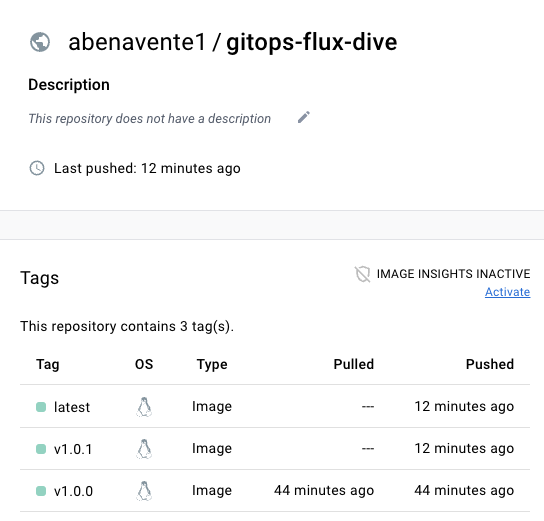 abenavente1 / gitops-flux-dive
Description
This repository does not have a description
Last pushed: 12 minutes ago
Tags
IMAGE INSIGHTS INACTIVE
Activate
This repository contains 3 tag(s).
Tag OS Type Pulled Pushed
latest Image --- 12 minutes ago
v1.0.1 Image --- 12 minutes ago
v1.0.0 Image 44 minutes ago 44 minutes ago